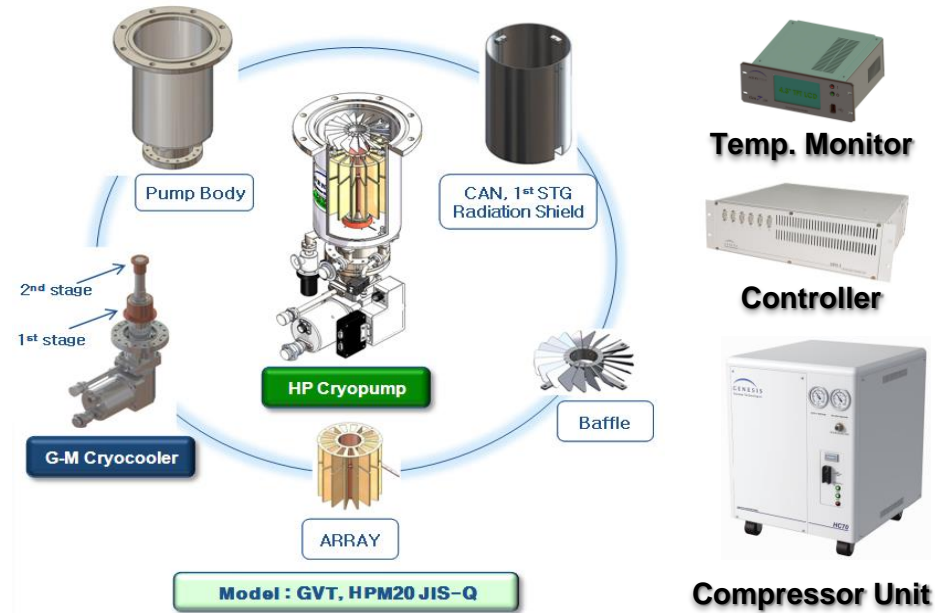 Pump Body
CAN, 1st STG
Radiation Shield
2nd stage
1st stage
G-M Cryocooler
HP Cryopump
Baffle
ARRAY
Model : GVT, HPM20 JIS-Q
Temp. Monitor
Controller
GENESIS
HC70
Compressor Unit